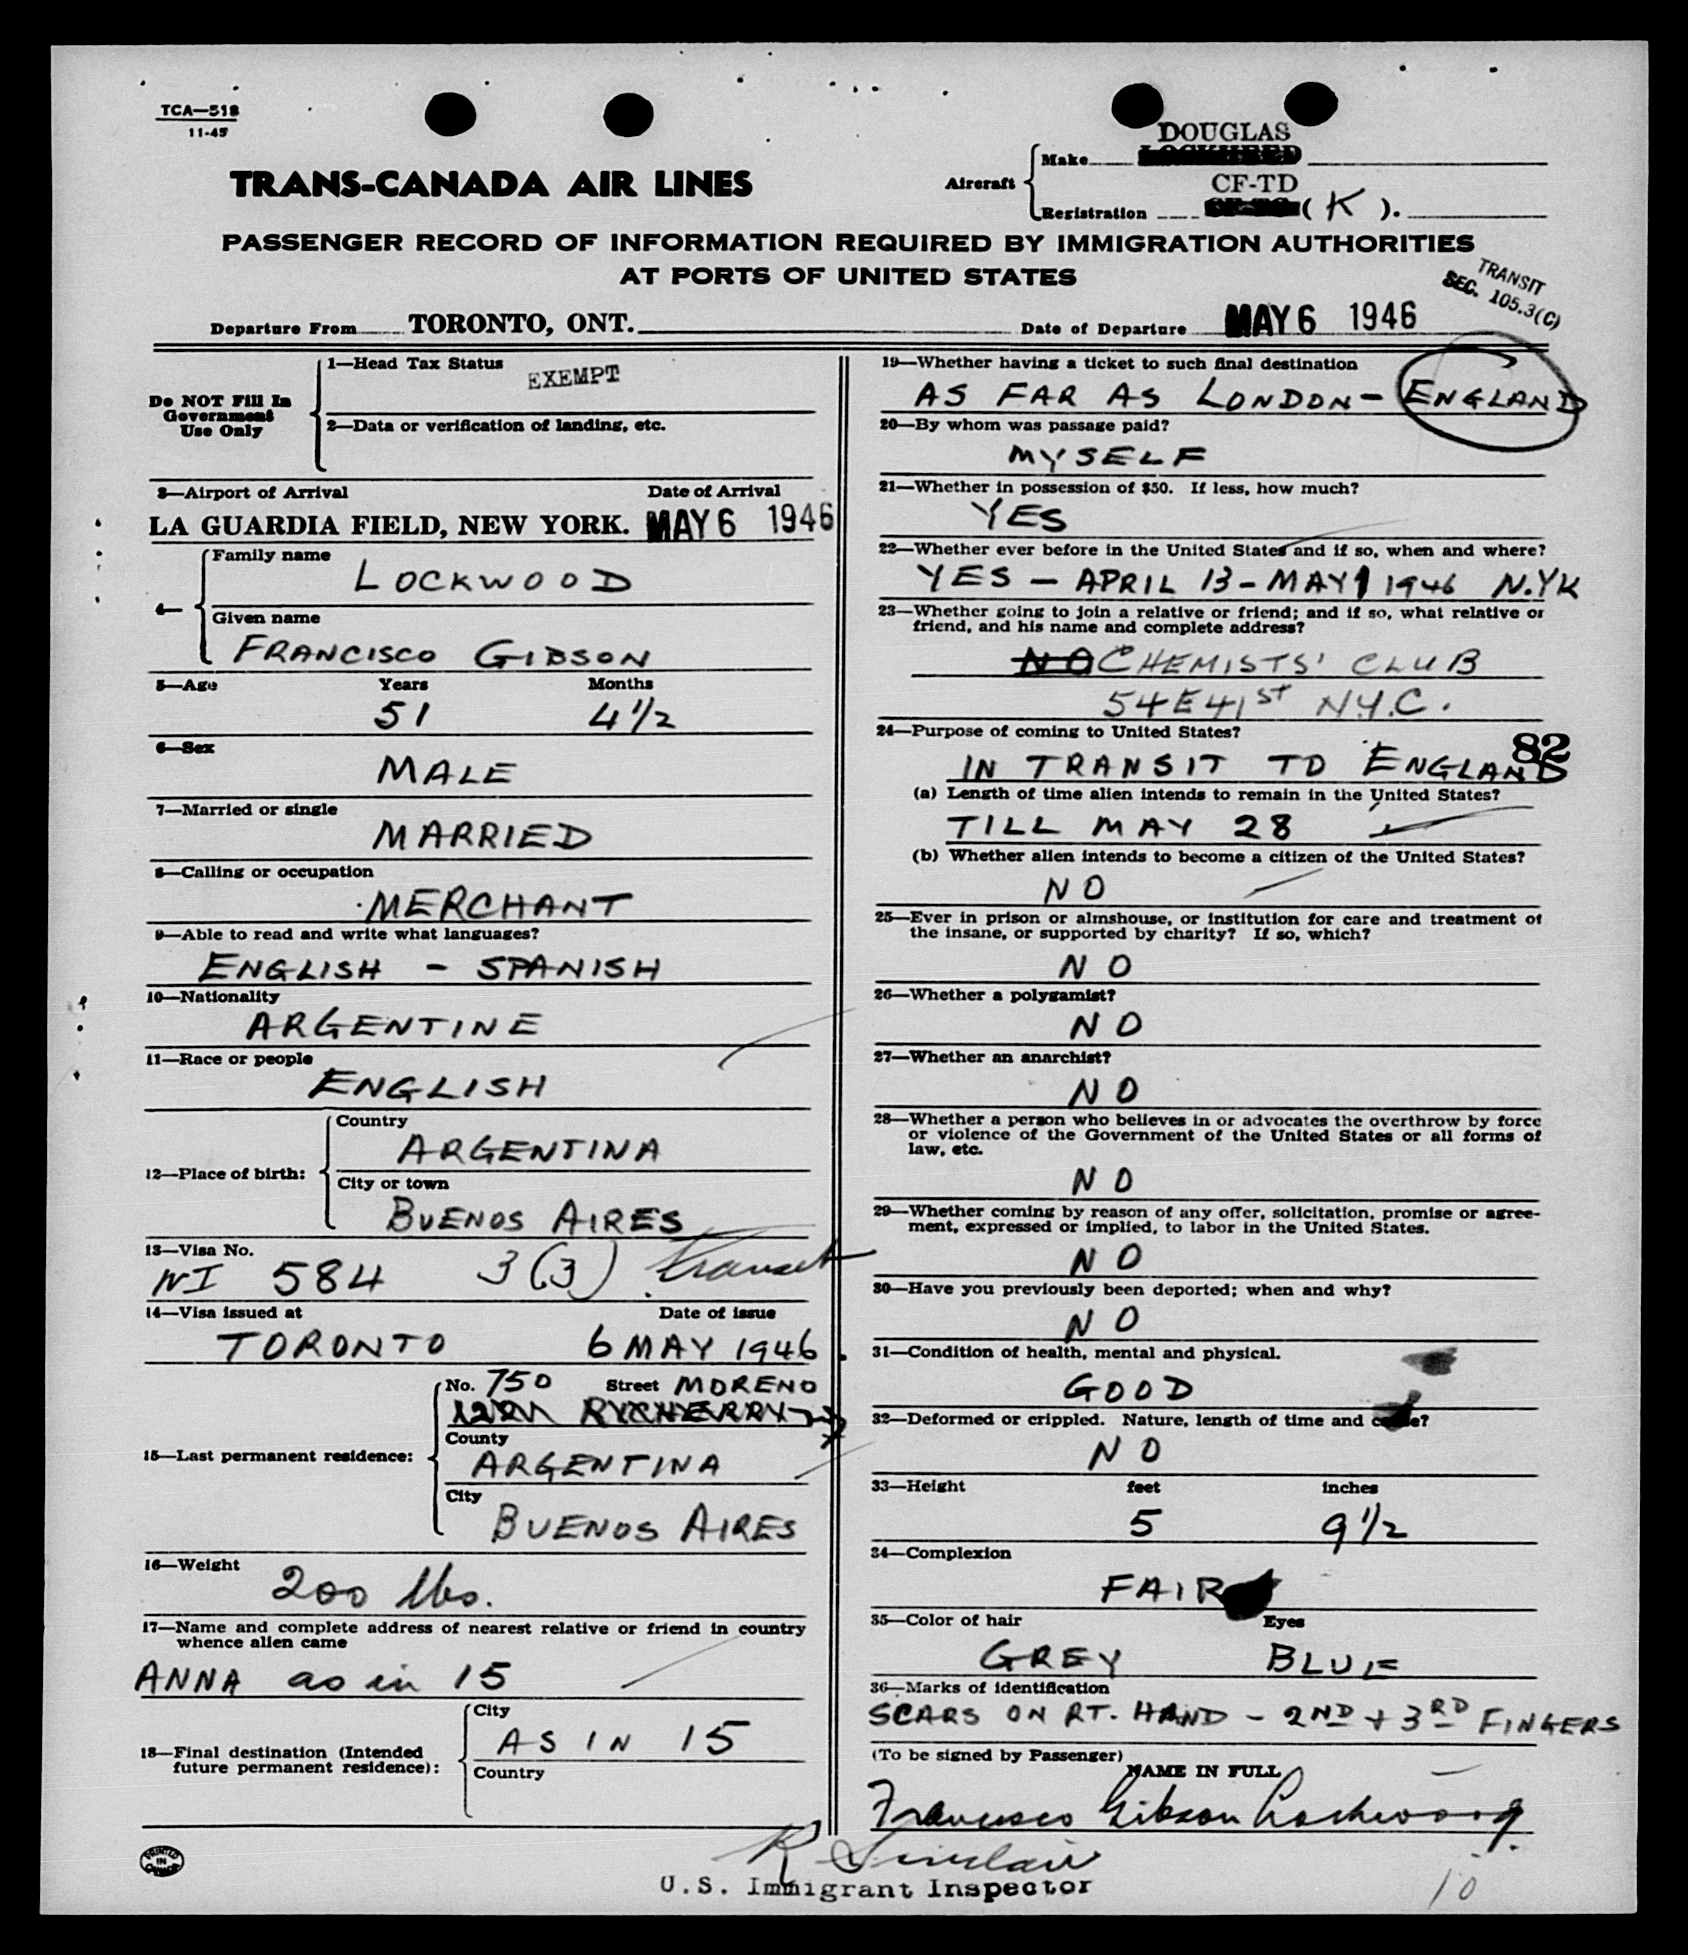 TCA—518
11-45
DOUGLAS
Make
TRANS-CANADA AIR LINES
Aircraft
CF-TD
Registration ( K ).
PASSENGER RECORD OF INFORMATION REQUIRED BY IMMIGRATION AUTHORITIES
AT PORTS OF UNITED STATES
TRANSIT
SEC. 105.3(C)
Departure From TORONTO, ONT. Date of Departure MAY 6 1946
Do NOT Fill In
Government
Use Only
1—Head Tax Status
EXEMPT
2—Data or verification of landing, etc.
3—Airport of Arrival Date of Arrival
LA GUARDIA FIELD, NEW YORK. MAY 6 1946
4—
Family name
LOCKWOOD
Given name
FRANCISCO GIBSON
5—Age Years Months
51 4 1/2
6—Sex
MALE
7—Married or single
MARRIED
8—Calling or occupation
MERCHANT
9—Able to read and write what languages?
ENGLISH - SPANISH
10—Nationality
ARGENTINE
11—Race or people
ENGLISH
12—Place of birth:
Country
ARGENTINA
City or town
BUENOS AIRES
13—Visa No.
NI 584 3(3) transit
14—Visa issued at Date of issue
TORONTO 6 MAY 1946
15—Last permanent residence:
No. 750 Street MORENO
County
ARGENTINA
City
BUENOS AIRES
16—Weight
200 lbs.
17—Name and complete address of nearest relative or friend in country
whence alien came
ANNA as in 15
18—Final destination (Intended
future permanent residence):
City
AS IN 15
Country
19—Whether having a ticket to such final destination
AS FAR AS LONDON - ENGLAND
20—By whom was passage paid?
MYSELF
21—Whether in possession of $50. If less, how much?
YES
22—Whether ever before in the United States and if so, when and where?
YES - APRIL 13 - MAY 1 1946 N.YK
23—Whether going to join a relative or friend; and if so, what relative or
friend, and his name and complete address?
NO CHEMISTS' CLUB
54 E 41ST N.Y.C.
24—Purpose of coming to United States?
82
IN TRANSIT TO ENGLAND
(a) Length of time alien intends to remain in the United States?
TILL MAY 28
(b) Whether alien intends to become a citizen of the United States?
NO
25—Ever in prison or almshouse, or institution for care and treatment of
the insane, or supported by charity? If so, which?
NO
26—Whether a polygamist?
NO
27—Whether an anarchist?
NO
28—Whether a person who believes in or advocates the overthrow by force
or violence of the Government of the United States or all forms of
law, etc.
NO
29—Whether coming by reason of any offer, solicitation, promise or agree-
ment, expressed or implied, to labor in the United States.
NO
30—Have you previously been deported; when and why?
NO
31—Condition of health, mental and physical.
GOOD
32—Deformed or crippled. Nature, length of time and cause?
NO
33—Height feet inches
5 9 1/2
34—Complexion
FAIR
35—Color of hair Eyes
GREY BLUE
36—Marks of identification
SCARS ON RT. HAND - 2ND + 3RD FINGERS
(To be signed by Passenger)
NAME IN FULL
Francisco Gibson Lockwood
R Sinclair
U.S. Immigrant Inspector
PRINTED IN CANADA
10